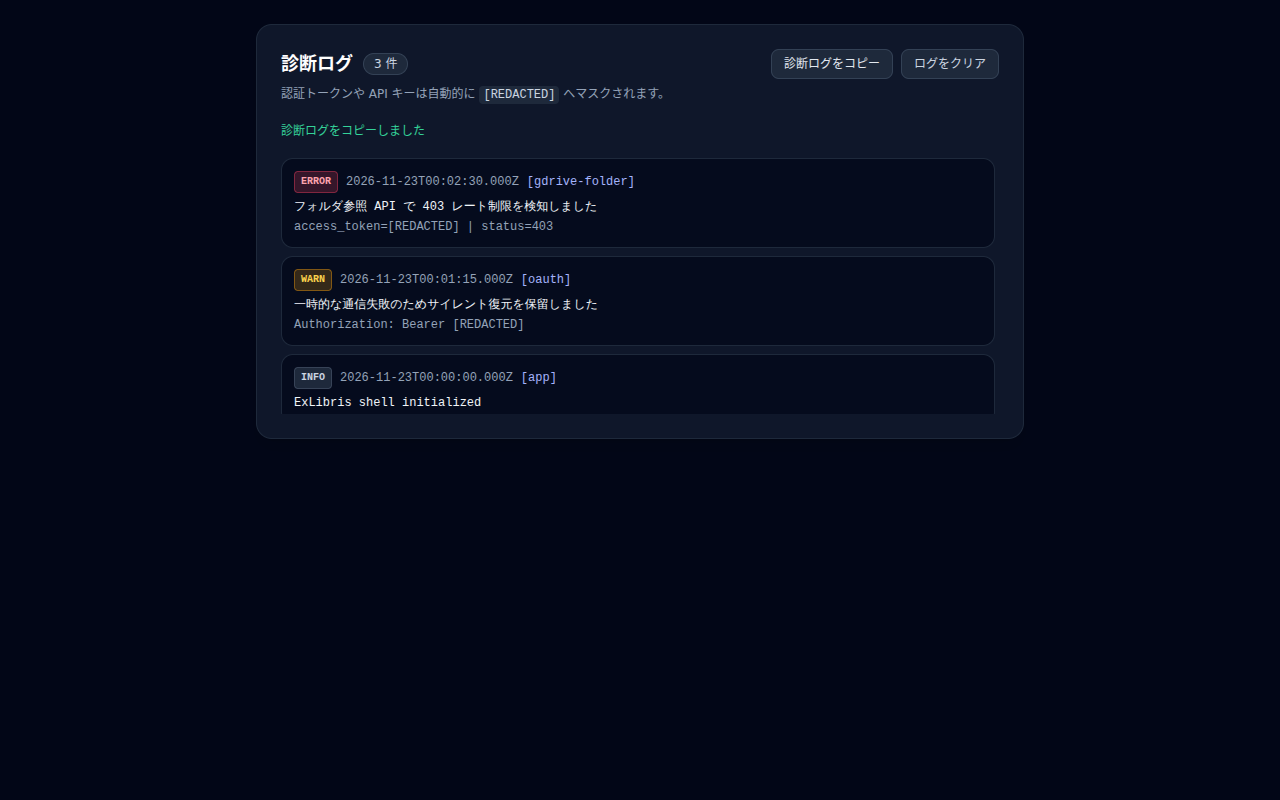 診断ログ 3 件 診断ログをコピー ログをクリア
認証トークンや API キーは自動的に [REDACTED] へマスクされます。
診断ログをコピーしました
ERROR 2026-11-23T00:02:30.000Z [gdrive-folder]
フォルダ参照 API で 403 レート制限を検知しました
access_token=[REDACTED] | status=403
WARN 2026-11-23T00:01:15.000Z [oauth]
一時的な通信失敗のためサイレント復元を保留しました
Authorization: Bearer [REDACTED]
INFO 2026-11-23T00:00:00.000Z [app]
ExLibris shell initialized